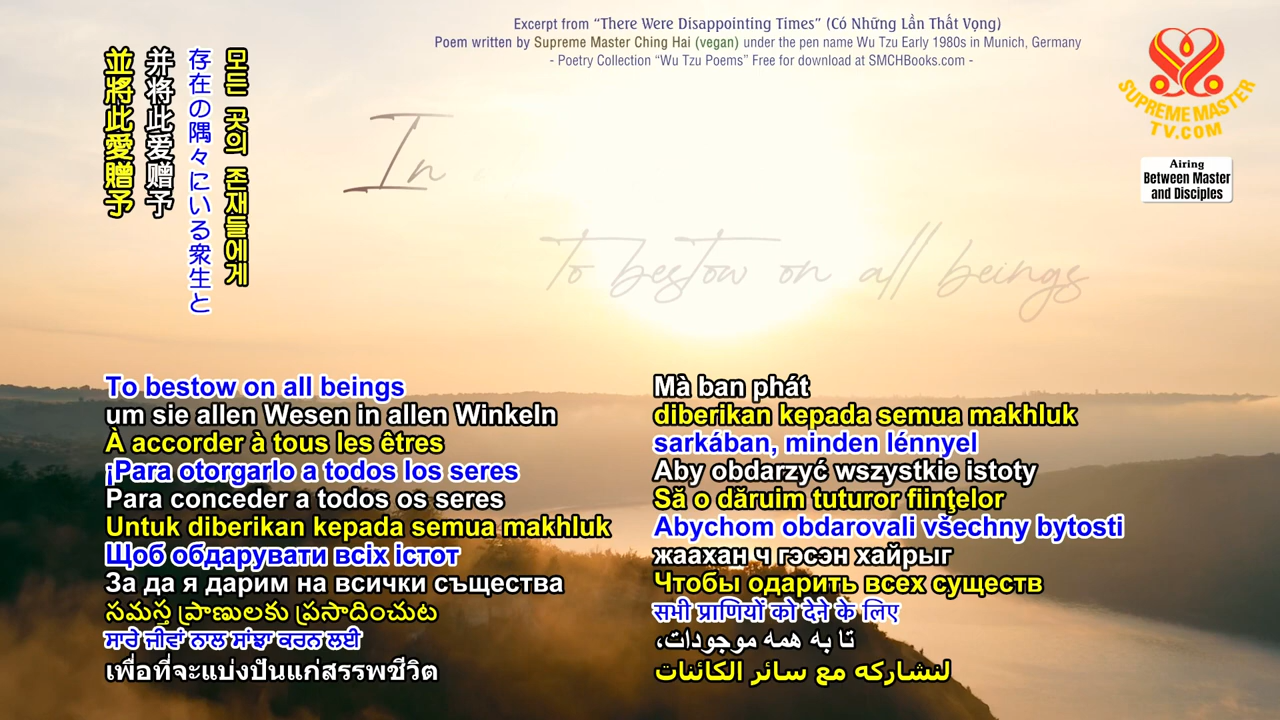 Excerpt from “There Were Disappointing Times” (Có Những Lần Thất Vọng)
Poem written by Supreme Master Ching Hai (vegan) under the pen name Wu Tzu Early 1980s in Munich, Germany
- Poetry Collection “Wu Tzu Poems” Free for download at SMCHBooks.com -
SUPREME MASTER
TV.COM
Airing
Between Master
and Disciples
모든 곳의 존재들에게
存在の隅々にいる衆生と
并将此爱赠予
並將此愛贈予
In
to bestow on all beings
To bestow on all beings
um sie allen Wesen in allen Winkeln
À accorder à tous les êtres
¡Para otorgarlo a todos los seres
Para conceder a todos os seres
Untuk diberikan kepada semua makhluk
Щоб обдарувати всіх істот
За да я дарим на всички същества
సమస్త ప్రాణులకు ప్రసాదించుట
ਸਾਰੇ ਜੀਵਾਂ ਨਾਲ ਸਾਂਝਾ ਕਰਨ ਲਈ
เพื่อที่จะแบ่งปันแก่สรรพชีวิต
Mà ban phát
diberikan kepada semua makhluk
sarkában, minden lénnyel
Aby obdarzyć wszystkie istoty
Să o dăruim tuturor fiinţelor
Abychom obdarovali všechny bytosti
жаахан ч гэсэн хайрыг
Чтобы одарить всех существ
सभी प्राणियों को देने के लिए
تا به همه موجودات،
لنشاركه مع سائر الكائنات